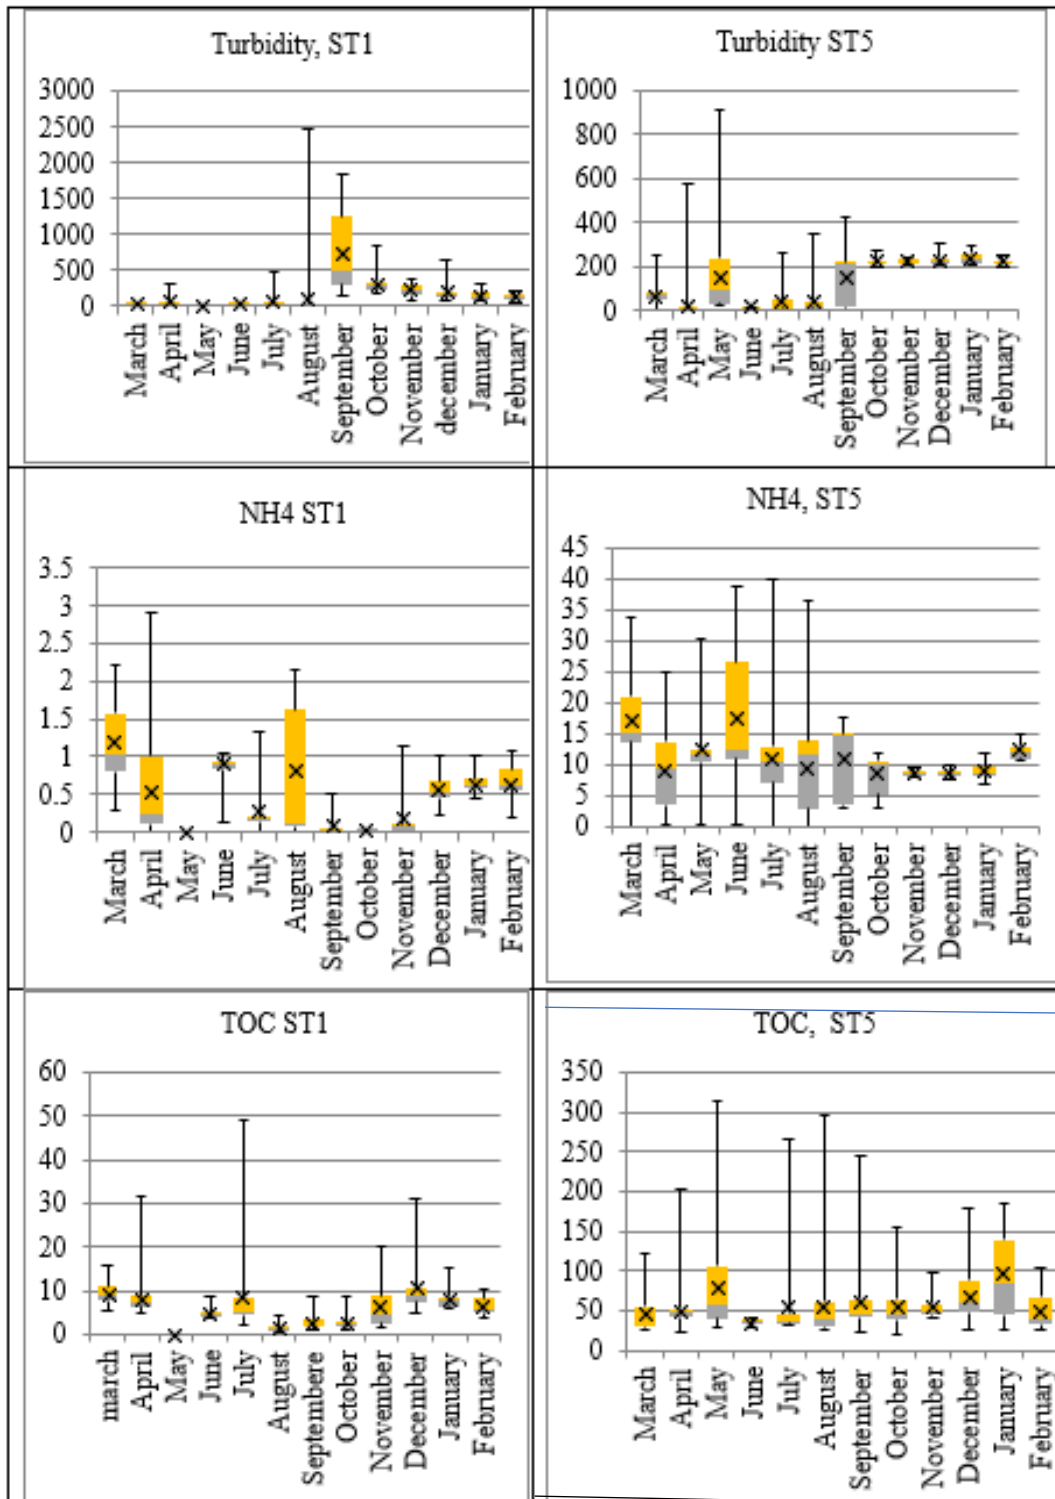 Turbidity, ST1
3000
2500
2000
1500
1000
500
0
March
April
May
June
July
August
September
October
November
december
January
February
Turbidity ST5
1000
800
600
400
200
0
March
April
May
June
July
August
September
October
November
December
January
February
NH4 ST1
3.5
3
2.5
2
1.5
1
0.5
0
March
April
May
June
July
August
September
October
November
December
January
February
NH4, ST5
45
40
35
30
25
20
15
10
5
0
March
April
May
June
July
August
September
October
November
December
January
February
TOC ST1
60
50
40
30
20
10
0
march
April
May
June
July
August
Septembere
October
November
December
January
February
TOC, ST5
350
300
250
200
150
100
50
0
March
April
May
June
July
August
September
October
November
December
January
February